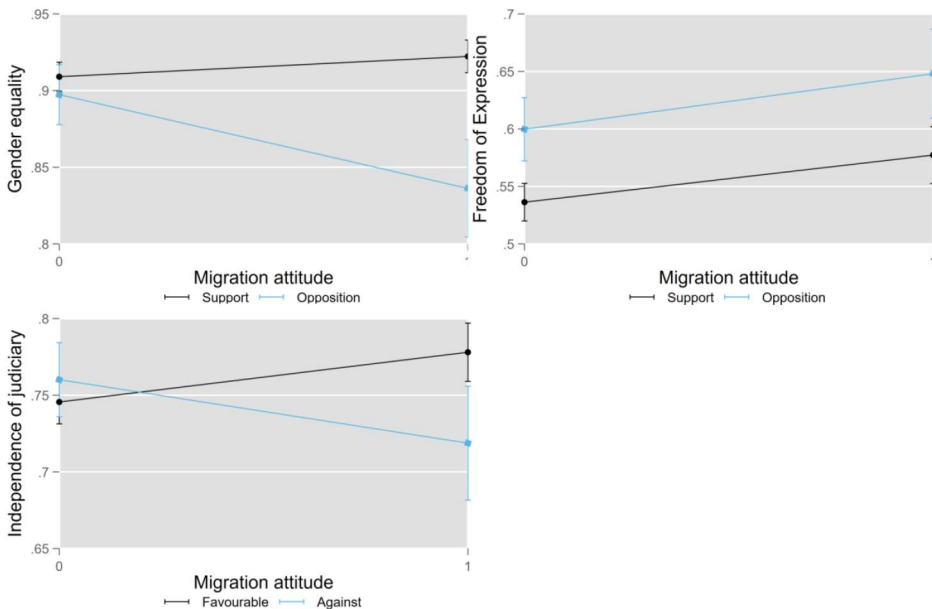 .95
.9
.85
.8
Gender equality
0
Migration attitude
Support Opposition
.7
.65
.6
.55
.5
Freedom of Expression
0
Migration attitude
Support Opposition
.8
.75
.7
.65
Independence of judiciary
0 1
Migration attitude
Favourable Against